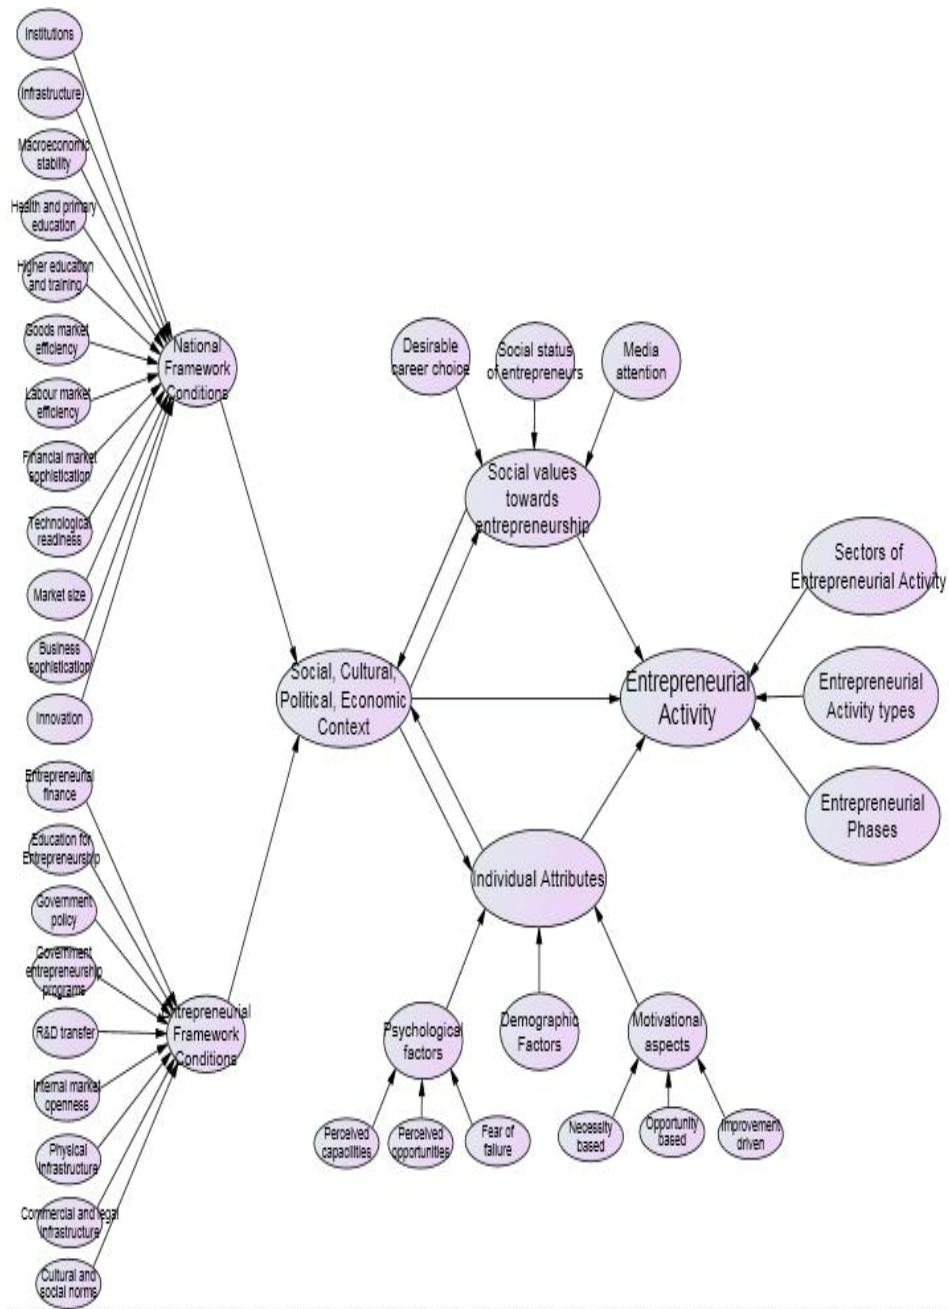 Institutions
Infrastructure
Macroeconomic
stability
Health and primary
education
Higher education
and training
Goods market
efficiency
Labour market
efficiency
Financial market
sophistication
Technological
readiness
Market size
Business
sophistication
Innovation
National
Framework
Conditions
Entrepreneurial
finance
Education for
Entrepreneurship
Government
policy
Government
entrepreneurship
programs
R&D transfer
Internal market
openness
Physical
Infrastructure
Commercial and legal
infrastructure
Cultural and
social norms
Entrepreneurial
Framework
Conditions
Social, Cultural,
Political, Economic
Context
Desirable
career choice
Social status
of entrepreneurs
Media
attention
Social values
towards
entrepreneurship
Entrepreneurial
Activity
Sectors of
Entrepreneurial Activity
Entrepreneurial
Activity types
Entrepreneurial
Phases
Individual Attributes
Psychological
factors
Demographic
Factors
Motivational
aspects
Perceived
capacilities
Perceived
opportunities
Fear of
failure
Necessity
based
Opportunity
based
Improvement
driven